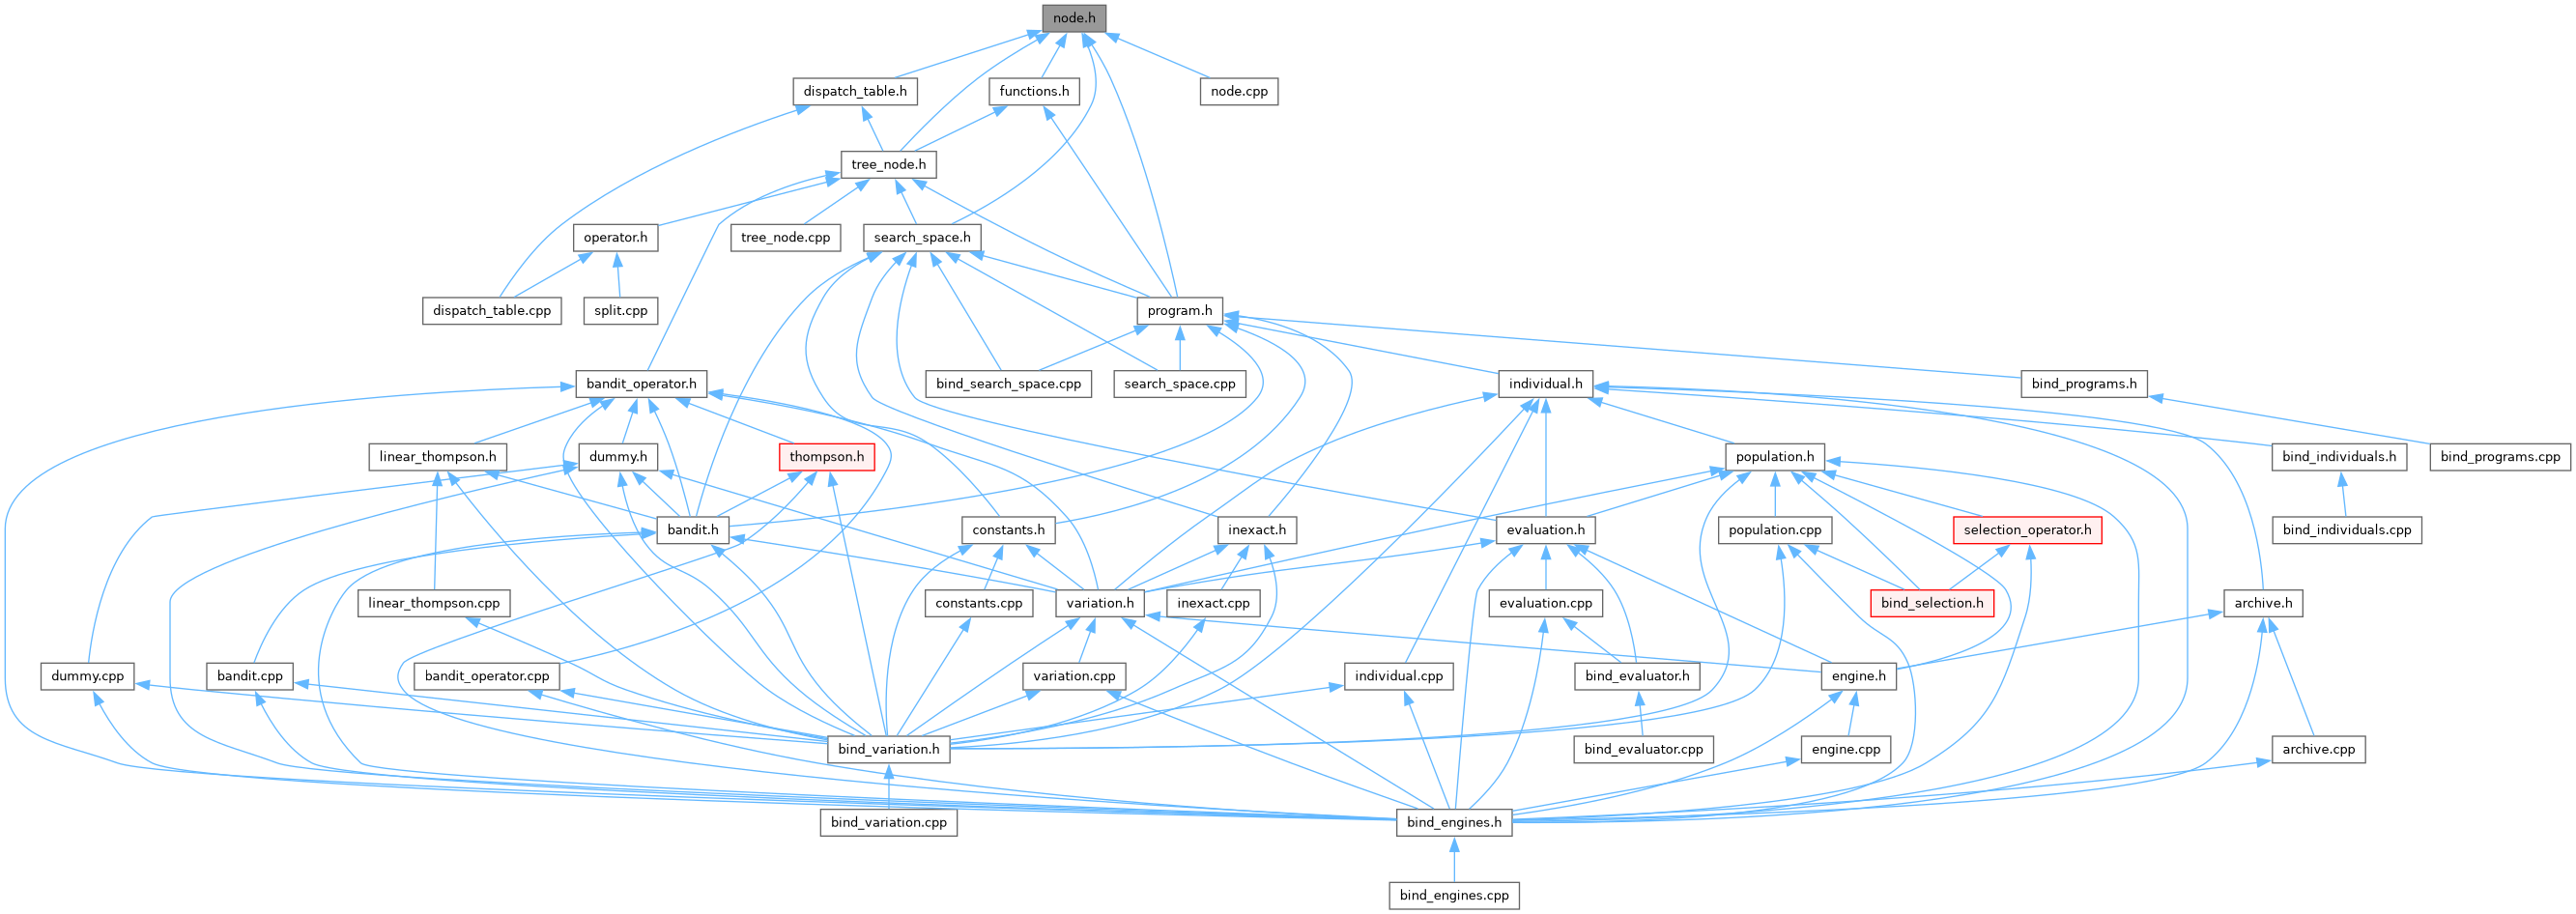 node.h
dispatch_table.h
functions.h
node.cpp
tree_node.h
operator.h
tree_node.cpp
search_space.h
dispatch_table.cpp
split.cpp
program.h
bandit_operator.h
bind_search_space.cpp
search_space.cpp
individual.h
bind_programs.h
linear_thompson.h
dummy.h
thompson.h
population.h
bind_individuals.h
bind_programs.cpp
bandit.h
constants.h
inexact.h
evaluation.h
population.cpp
selection_operator.h
bind_individuals.cpp
linear_thompson.cpp
constants.cpp
variation.h
inexact.cpp
evaluation.cpp
bind_selection.h
archive.h
dummy.cpp
bandit.cpp
bandit_operator.cpp
variation.cpp
individual.cpp
bind_evaluator.h
engine.h
bind_variation.h
bind_evaluator.cpp
engine.cpp
archive.cpp
bind_variation.cpp
bind_engines.h
bind_engines.cpp